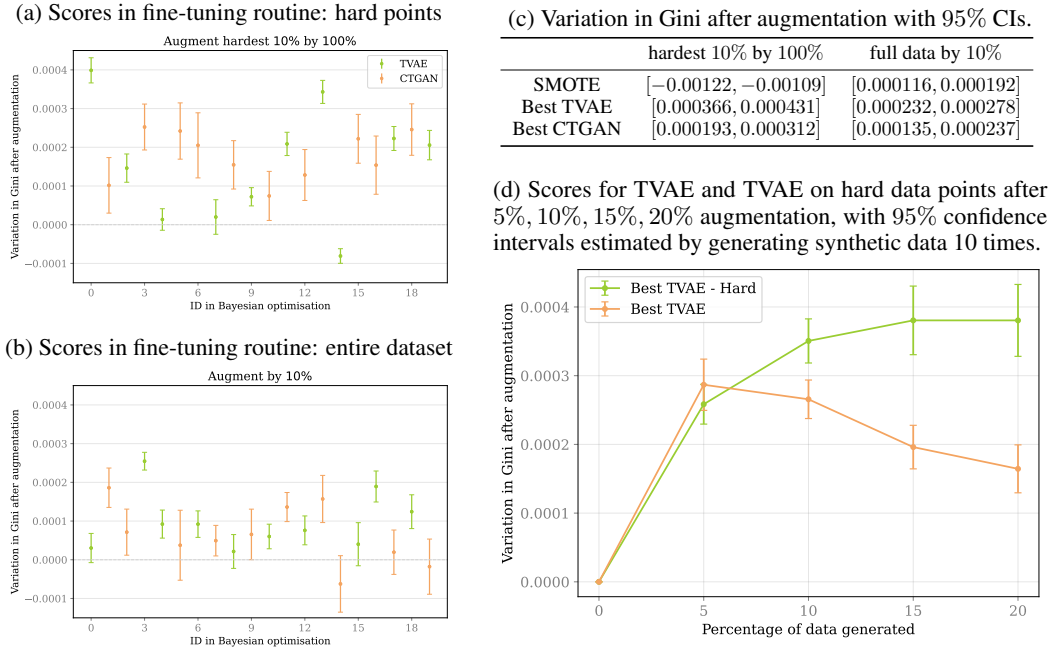 (a) Scores in fine-tuning routine: hard points
Augment hardest 10% by 100%
TVAE
CTGAN
Variation in Gini after augmentation
0.0004
0.0003
0.0002
0.0001
0.0000
−0.0001
0 3 6 9 12 15 18
ID in Bayesian optimisation
(b) Scores in fine-tuning routine: entire dataset
Augment by 10%
Variation in Gini after augmentation
0.0004
0.0003
0.0002
0.0001
0.0000
−0.0001
0 3 6 9 12 15 18
ID in Bayesian optimisation
(c) Variation in Gini after augmentation with 95% CIs.
hardest 10% by 100% full data by 10%
SMOTE [−0.00122, −0.00109] [0.000116, 0.000192]
Best TVAE [0.000366, 0.000431] [0.000232, 0.000278]
Best CTGAN [0.000193, 0.000312] [0.000135, 0.000237]
(d) Scores for TVAE and TVAE on hard data points after
5%, 10%, 15%, 20% augmentation, with 95% confidence
intervals estimated by generating synthetic data 10 times.
Best TVAE - Hard
Best TVAE
Variation in Gini after augmentation
0.0004
0.0003
0.0002
0.0001
0.0000
0 5 10 15 20
Percentage of data generated